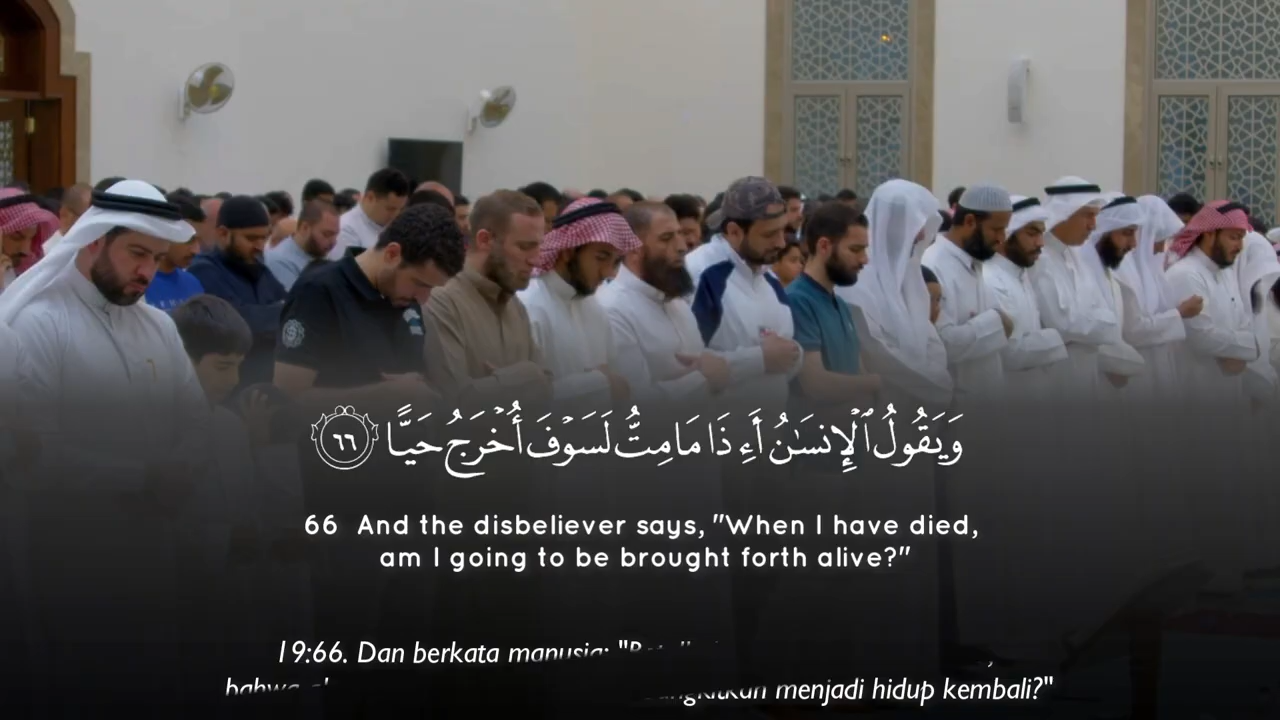 وَيَقُولُ ٱلْإِنسَـٰنُ أَءِذَا مَا مِتُّ لَسَوْفَ أُخْرَجُ حَيًّا ٦٦
66 And the disbeliever says, "When I have died,
am I going to be brought forth alive?"
19:66. Dan berkata manusia:
menjadi hidup kembali?"